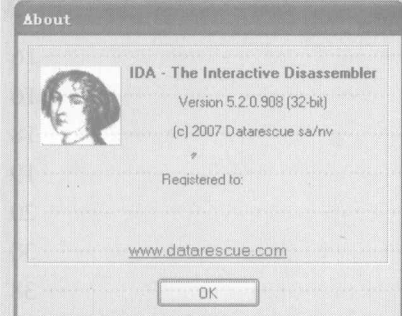 About
IDA - The Interactive Disassembler
Version 5.2.0.908 (32-bit)
(c) 2007 Datarescue sa/nv
Registered to:
www.datarescue.com
OK